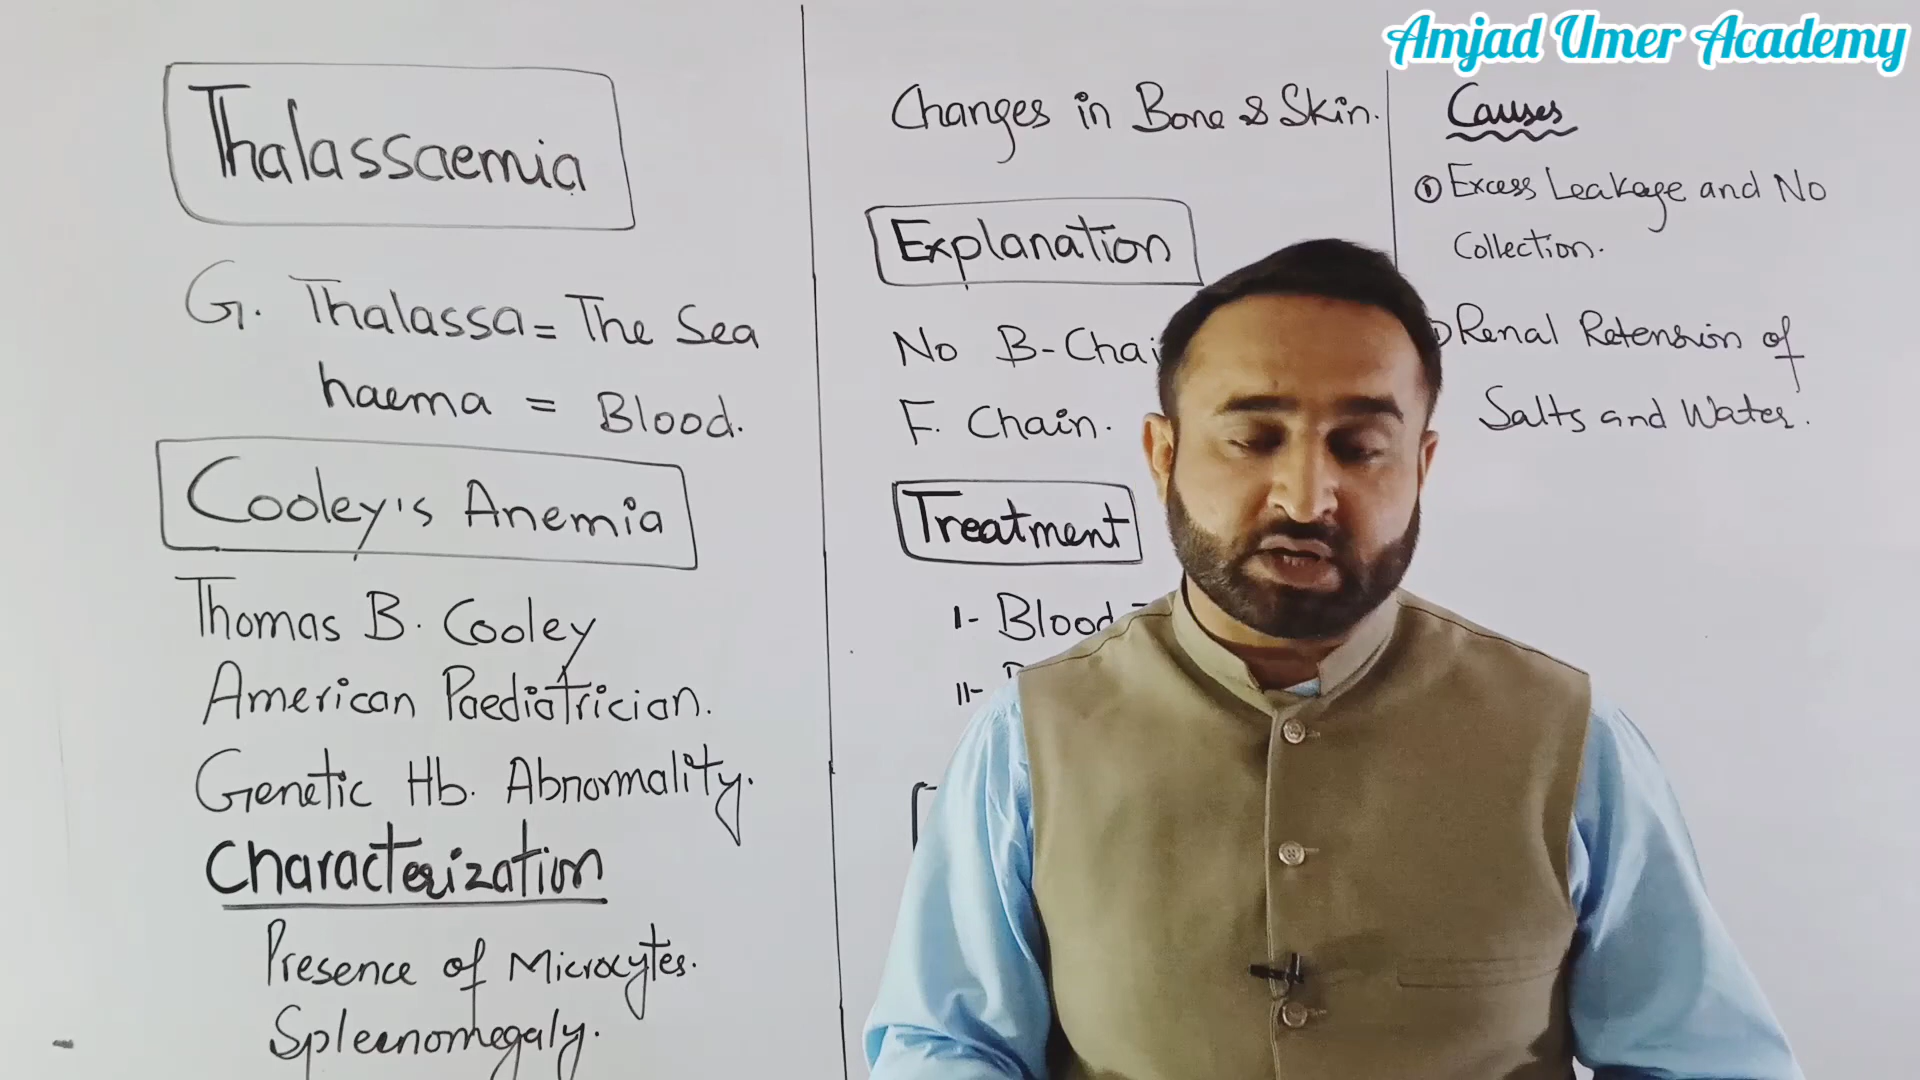 Amjad Umer Academy
Thalassaemia
G. Thalassa = The Sea
haema = Blood.
Cooley's Anemia
Thomas B. Cooley
American Paediatrician.
Genetic Hb. Abnormality.
Characterization
Presence of Microcytes.
Spleenomegaly.
Changes in Bone & Skin.
Explanation
No B-Chai
F. Chain.
Treatment
I- Blood
II-
Causes
① Excess Leakage and No
Collection.
Renal Retension of
Salts and Water.